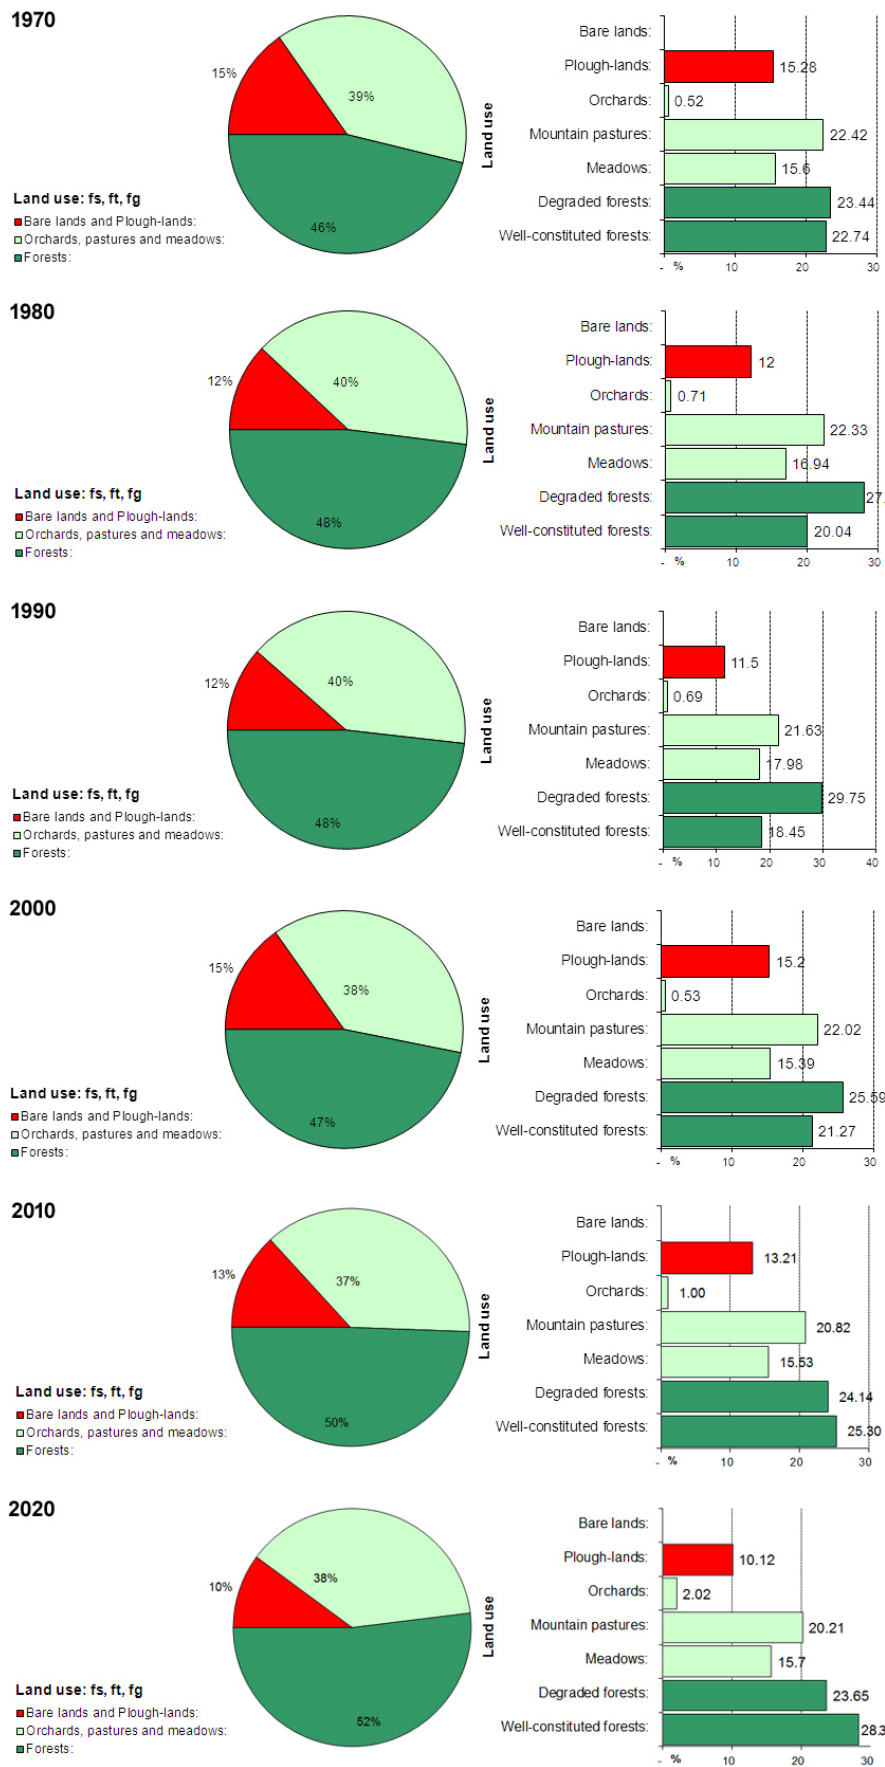 1970
15%
39%
46%
Land use: fs, ft, fg
Bare lands and Plough-lands:
Orchards, pastures and meadows:
Forests:
Land use
Bare lands:
Plough-lands: 15.28
Orchards: 0.52
Mountain pastures: 22.42
Meadows: 15.6
Degraded forests: 23.44
Well-constituted forests: 22.74
- % 10 20 30
1980
12%
40%
48%
Land use: fs, ft, fg
Bare lands and Plough-lands:
Orchards, pastures and meadows:
Forests:
Land use
Bare lands:
Plough-lands: 12
Orchards: 0.71
Mountain pastures: 22.33
Meadows: 16.94
Degraded forests: 27.
Well-constituted forests: 20.04
- % 10 20 30
1990
12%
40%
48%
Land use: fs, ft, fg
Bare lands and Plough-lands:
Orchards, pastures and meadows:
Forests:
Land use
Bare lands:
Plough-lands: 11.5
Orchards: 0.69
Mountain pastures: 21.63
Meadows: 17.98
Degraded forests: 29.75
Well-constituted forests: 18.45
- % 10 20 30 40
2000
15%
38%
47%
Land use: fs, ft, fg
Bare lands and Plough-lands:
Orchards, pastures and meadows:
Forests:
Land use
Bare lands:
Plough-lands: 15.2
Orchards: 0.53
Mountain pastures: 22.02
Meadows: 15.39
Degraded forests: 25.59
Well-constituted forests: 21.27
- % 10 20 30
2010
13%
37%
50%
Land use: fs, ft, fg
Bare lands and Plough-lands:
Orchards, pastures and meadows:
Forests:
Land use
Bare lands:
Plough-lands: 13.21
Orchards: 1.00
Mountain pastures: 20.82
Meadows: 15.53
Degraded forests: 24.14
Well-constituted forests: 25.30
- % 10 20 30
2020
10%
38%
52%
Land use: fs, ft, fg
Bare lands and Plough-lands:
Orchards, pastures and meadows:
Forests:
Land use
Bare lands:
Plough-lands: 10.12
Orchards: 2.02
Mountain pastures: 20.21
Meadows: 15.7
Degraded forests: 23.65
Well-constituted forests: 28.3
- % 10 20 30